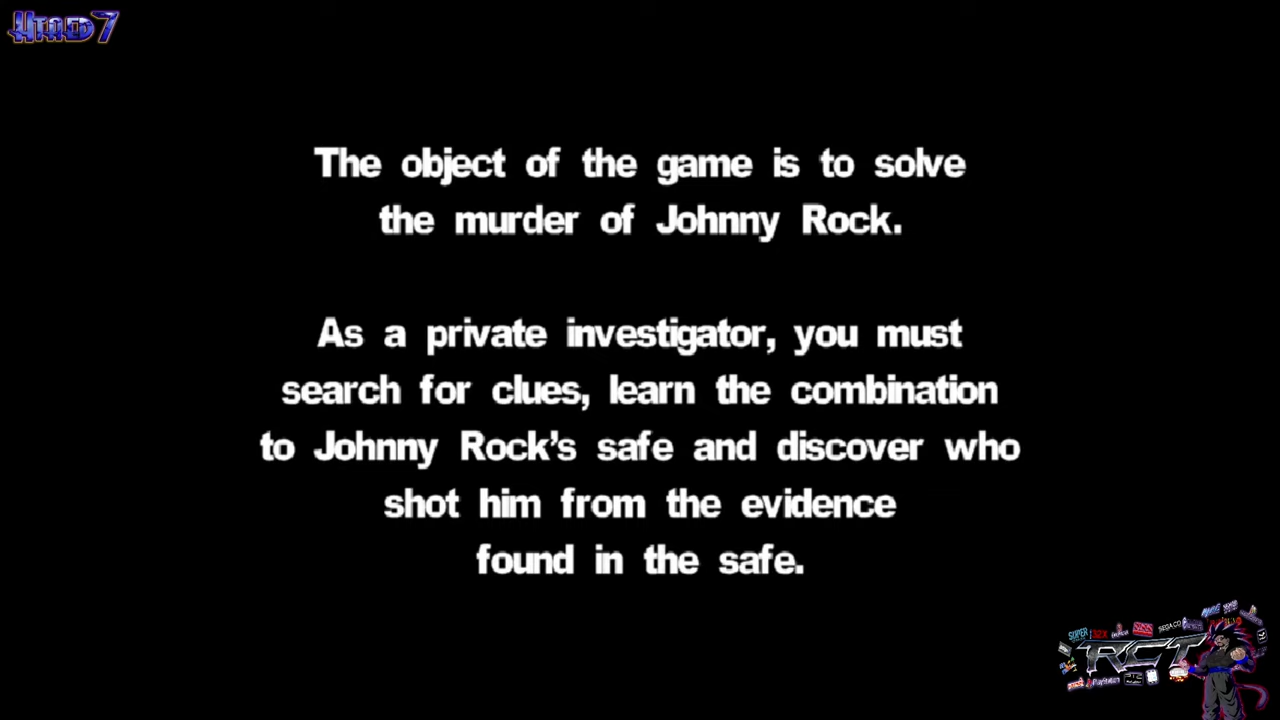 The object of the game is to solve
the murder of Johnny Rock.
As a private investigator, you must
search for clues, learn the combination
to Johnny Rock's safe and discover who
shot him from the evidence
found in the safe.
RCT
PlayStation